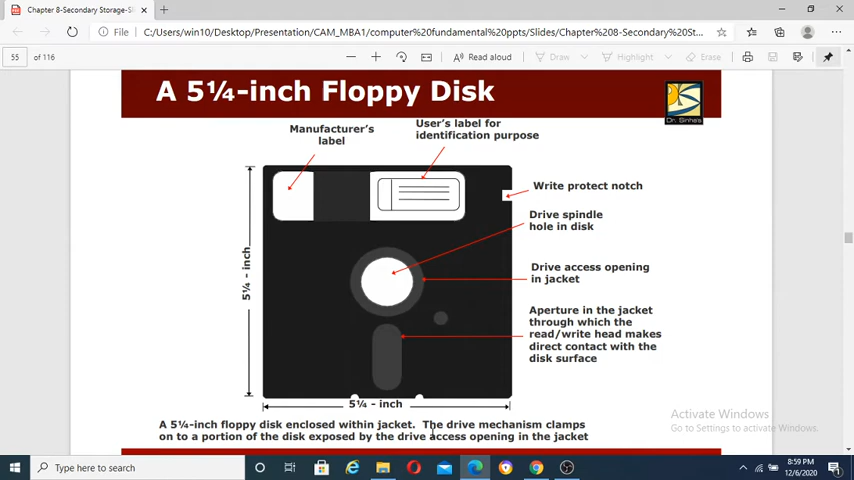 Chapter 8-Secondary Storage-S
File
C:/Users/win10/Desktop/Presentation/CAM_MBA1/computer%20fundamental%20ppts/Slides/Chapter%208-Secondary%20St...
55 of 116
Read aloud
Draw
Highlight
Erase
A 5¼-inch Floppy Disk
Dr. Sinha's
Manufacturer's
label
User's label for
identification purpose
Write protect notch
Drive spindle
hole in disk
Drive access opening
in jacket
Aperture in the jacket
through which the
read/write head makes
direct contact with the
disk surface
5¼ - inch
5¼ - inch
A 5¼-inch floppy disk enclosed within jacket. The drive mechanism clamps
on to a portion of the disk exposed by the drive access opening in the jacket
Activate Windows
Go to Settings to activate Windows.
Type here to search
8:59 PM
12/6/2020